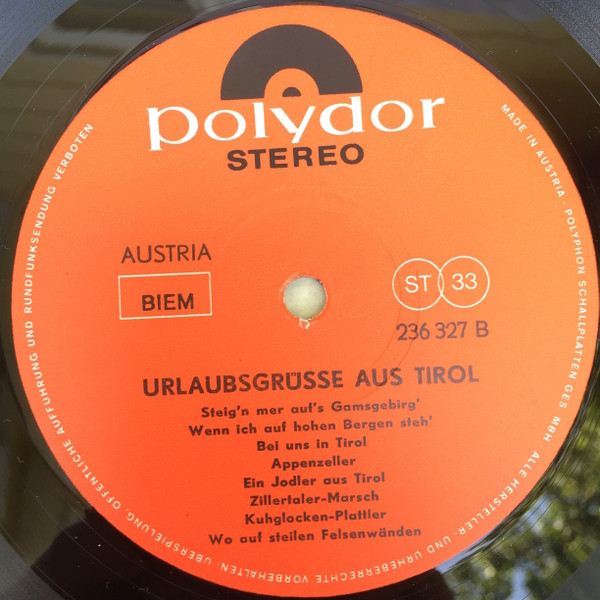 polydor
STEREO
AUSTRIA
BIEM
ST 33
236 327 B
URLAUBSGRÜSSE AUS TIROL
Steig'n mer auf's Gamsgebirg'
Wenn ich auf hohen Bergen steh'
Bei uns in Tirol
Appenzeller
Ein Jodler aus Tirol
Zillertaler-Marsch
Kuhglocken-Plattler
Wo auf steilen Felsenwänden
MADE IN AUSTRIA · POLYPHON SCHALLPLATTEN GES. MBH. ALLE HERSTELLER- UND URHEBERRECHTE VORBEHALTEN. ÜBERSPIELUNG, ÖFFENTLICHE AUFFÜHRUNG UND RUNDFUNKSENDUNG VERBOTEN